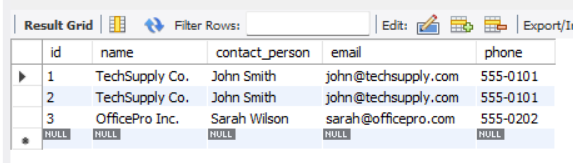 Result Grid Filter Rows: Edit: Export/I
id name contact_person email phone
1 TechSupply Co. John Smith john@techsupply.com 555-0101
2 TechSupply Co. John Smith john@techsupply.com 555-0101
3 OfficePro Inc. Sarah Wilson sarah@officepro.com 555-0202
NULL NULL NULL NULL NULL